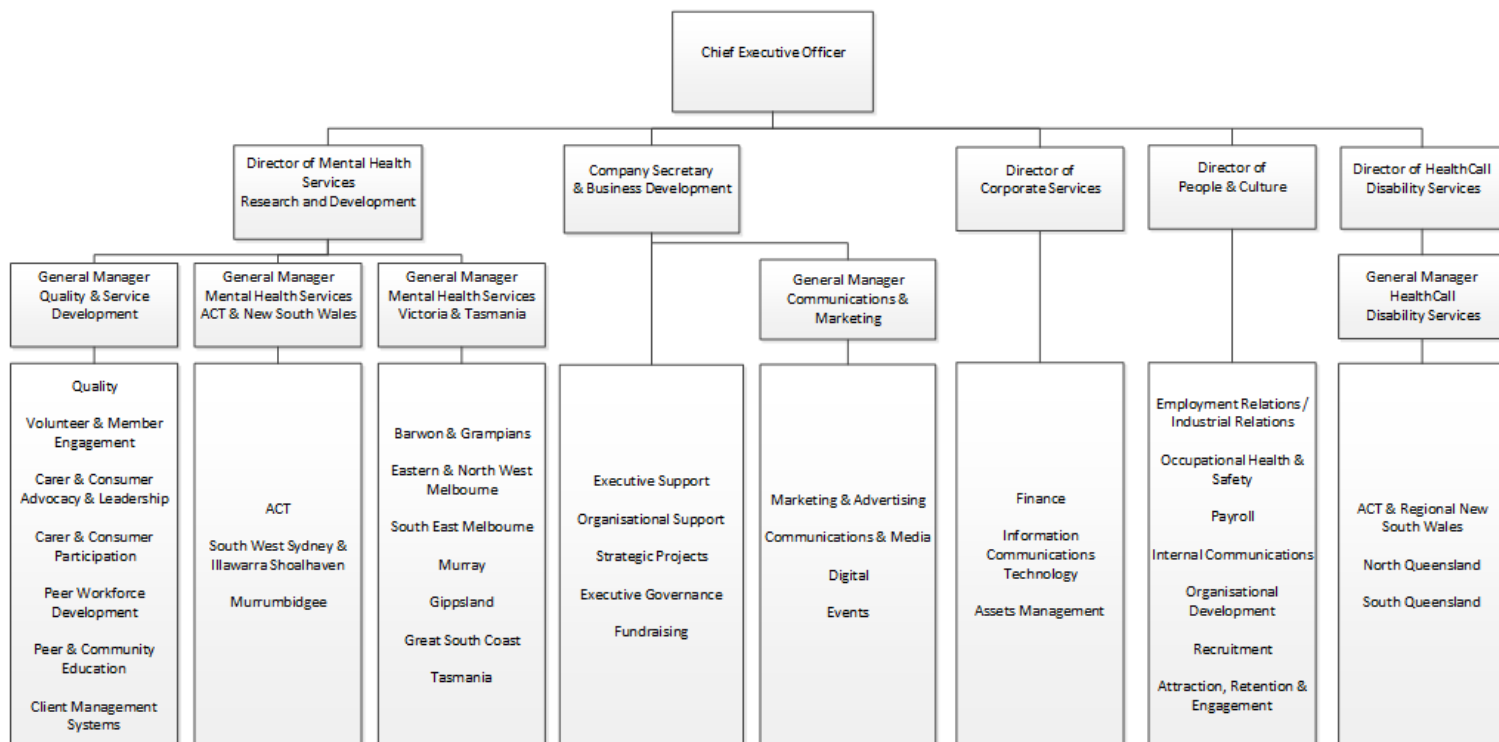 Chief Executive Officer
Director of Mental Health
Services
Research and Development
Company Secretary
& Business Development
Director of
Corporate Services
Director of
People & Culture
Director of HealthCall
Disability Services
General Manager
Quality & Service
Development
General Manager
Mental Health Services
ACT & New South Wales
General Manager
Mental Health Services
Victoria & Tasmania
General Manager
Communications &
Marketing
General Manager
HealthCall
Disability Services
Quality
Volunteer & Member
Engagement
Carer & Consumer
Advocacy & Leadership
Carer & Consumer
Participation
Peer Workforce
Development
Peer & Community
Education
Client Management
Systems
ACT
South West Sydney &
Illawarra Shoalhaven
Murrumbidgee
Barwon & Grampians
Eastern & North West
Melbourne
South East Melbourne
Murray
Gippsland
Great South Coast
Tasmania
Executive Support
Organisational Support
Strategic Projects
Executive Governance
Fundraising
Marketing & Advertising
Communications & Media
Digital
Events
Finance
Information
Communications
Technology
Assets Management
Employment Relations /
Industrial Relations
Occupational Health &
Safety
Payroll
Internal Communications
Organisational
Development
Recruitment
Attraction, Retention &
Engagement
ACT & Regional New
South Wales
North Queensland
South Queensland